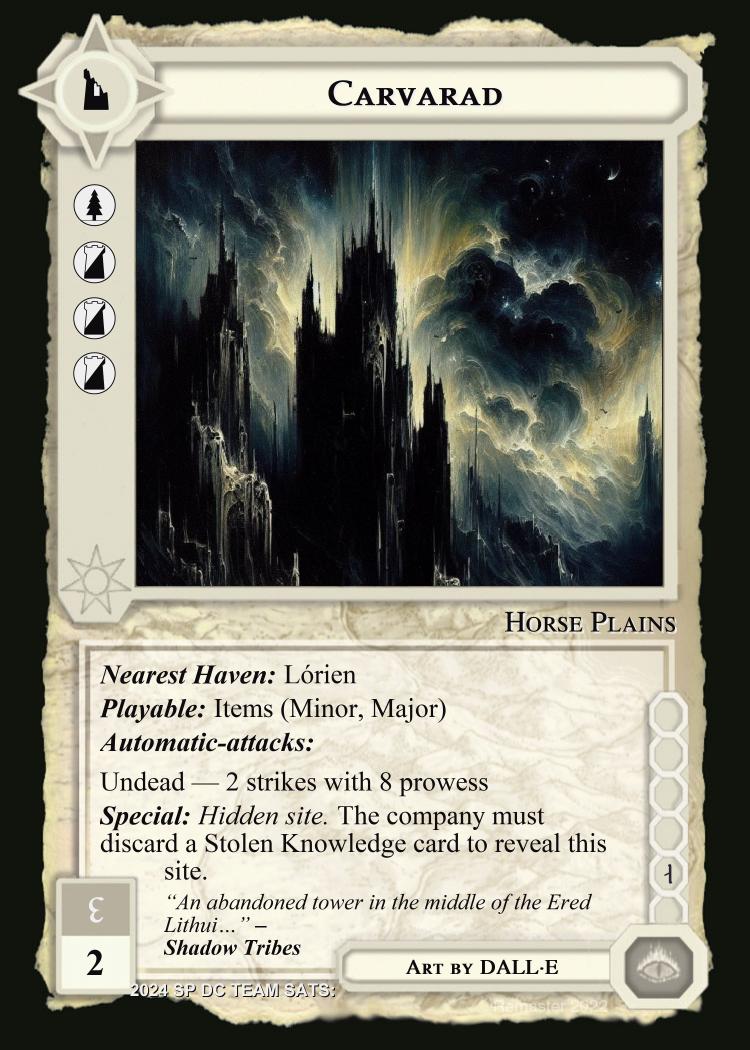 Carvarad
Horse Plains
Nearest Haven: Lórien
Playable: Items (Minor, Major)
Automatic-attacks:
Undead — 2 strikes with 8 prowess
Special: Hidden site. The company must
discard a Stolen Knowledge card to reveal this
site.
“An abandoned tower in the middle of the Ered
Lithui...” –
Shadow Tribes
2
Art by DALL·E
2024 SP DC TEAM SATS:
Remaster 2022